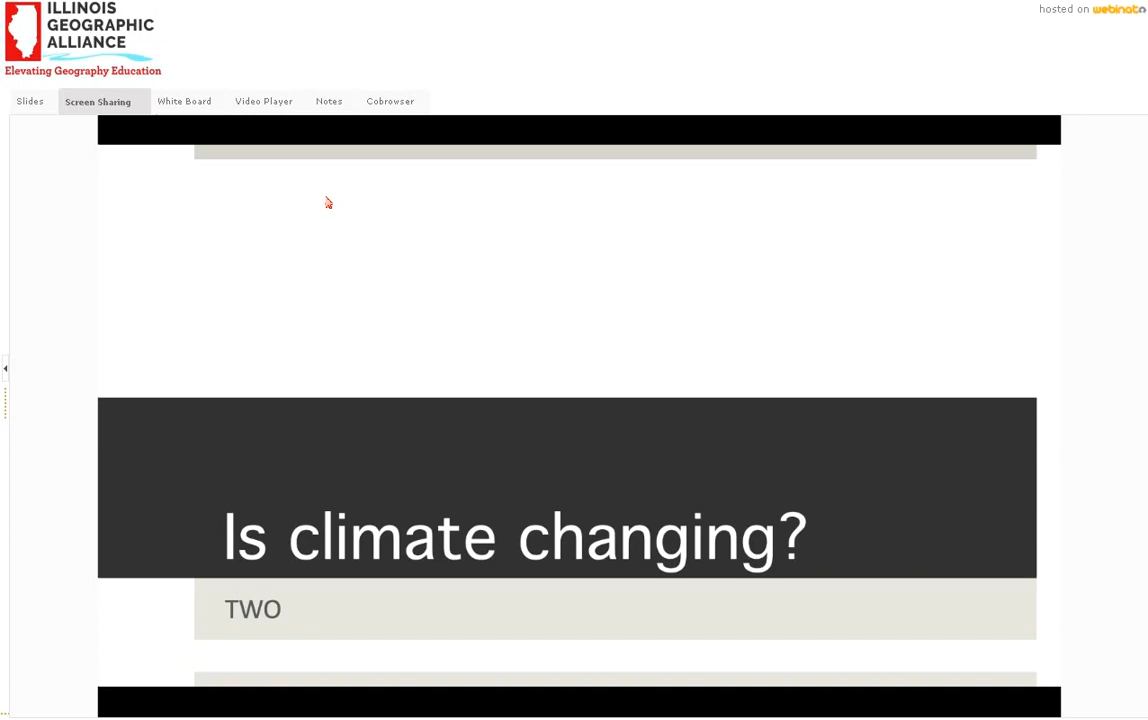 ILLINOIS
GEOGRAPHIC
ALLIANCE
Elevating Geography Education
hosted on webinato
Slides Screen Sharing White Board Video Player Notes Cobrowser
Is climate changing?
TWO